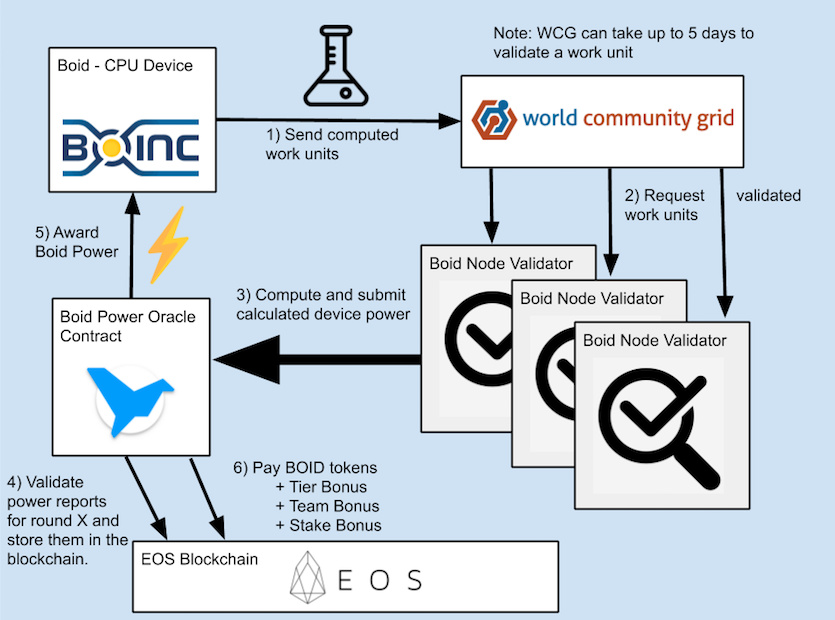 Note: WCG can take up to 5 days to
validate a work unit
Boid - CPU Device
BOINC
1) Send computed
work units
world community grid
2) Request validated
work units
5) Award
Boid Power
Boid Node Validator
Boid Node Validator
Boid Node Validator
3) Compute and submit
calculated device power
Boid Power Oracle
Contract
4) Validate
power reports
for round X and
store them in the
blockchain.
6) Pay BOID tokens
+ Tier Bonus
+ Team Bonus
+ Stake Bonus
EOS Blockchain
EOS